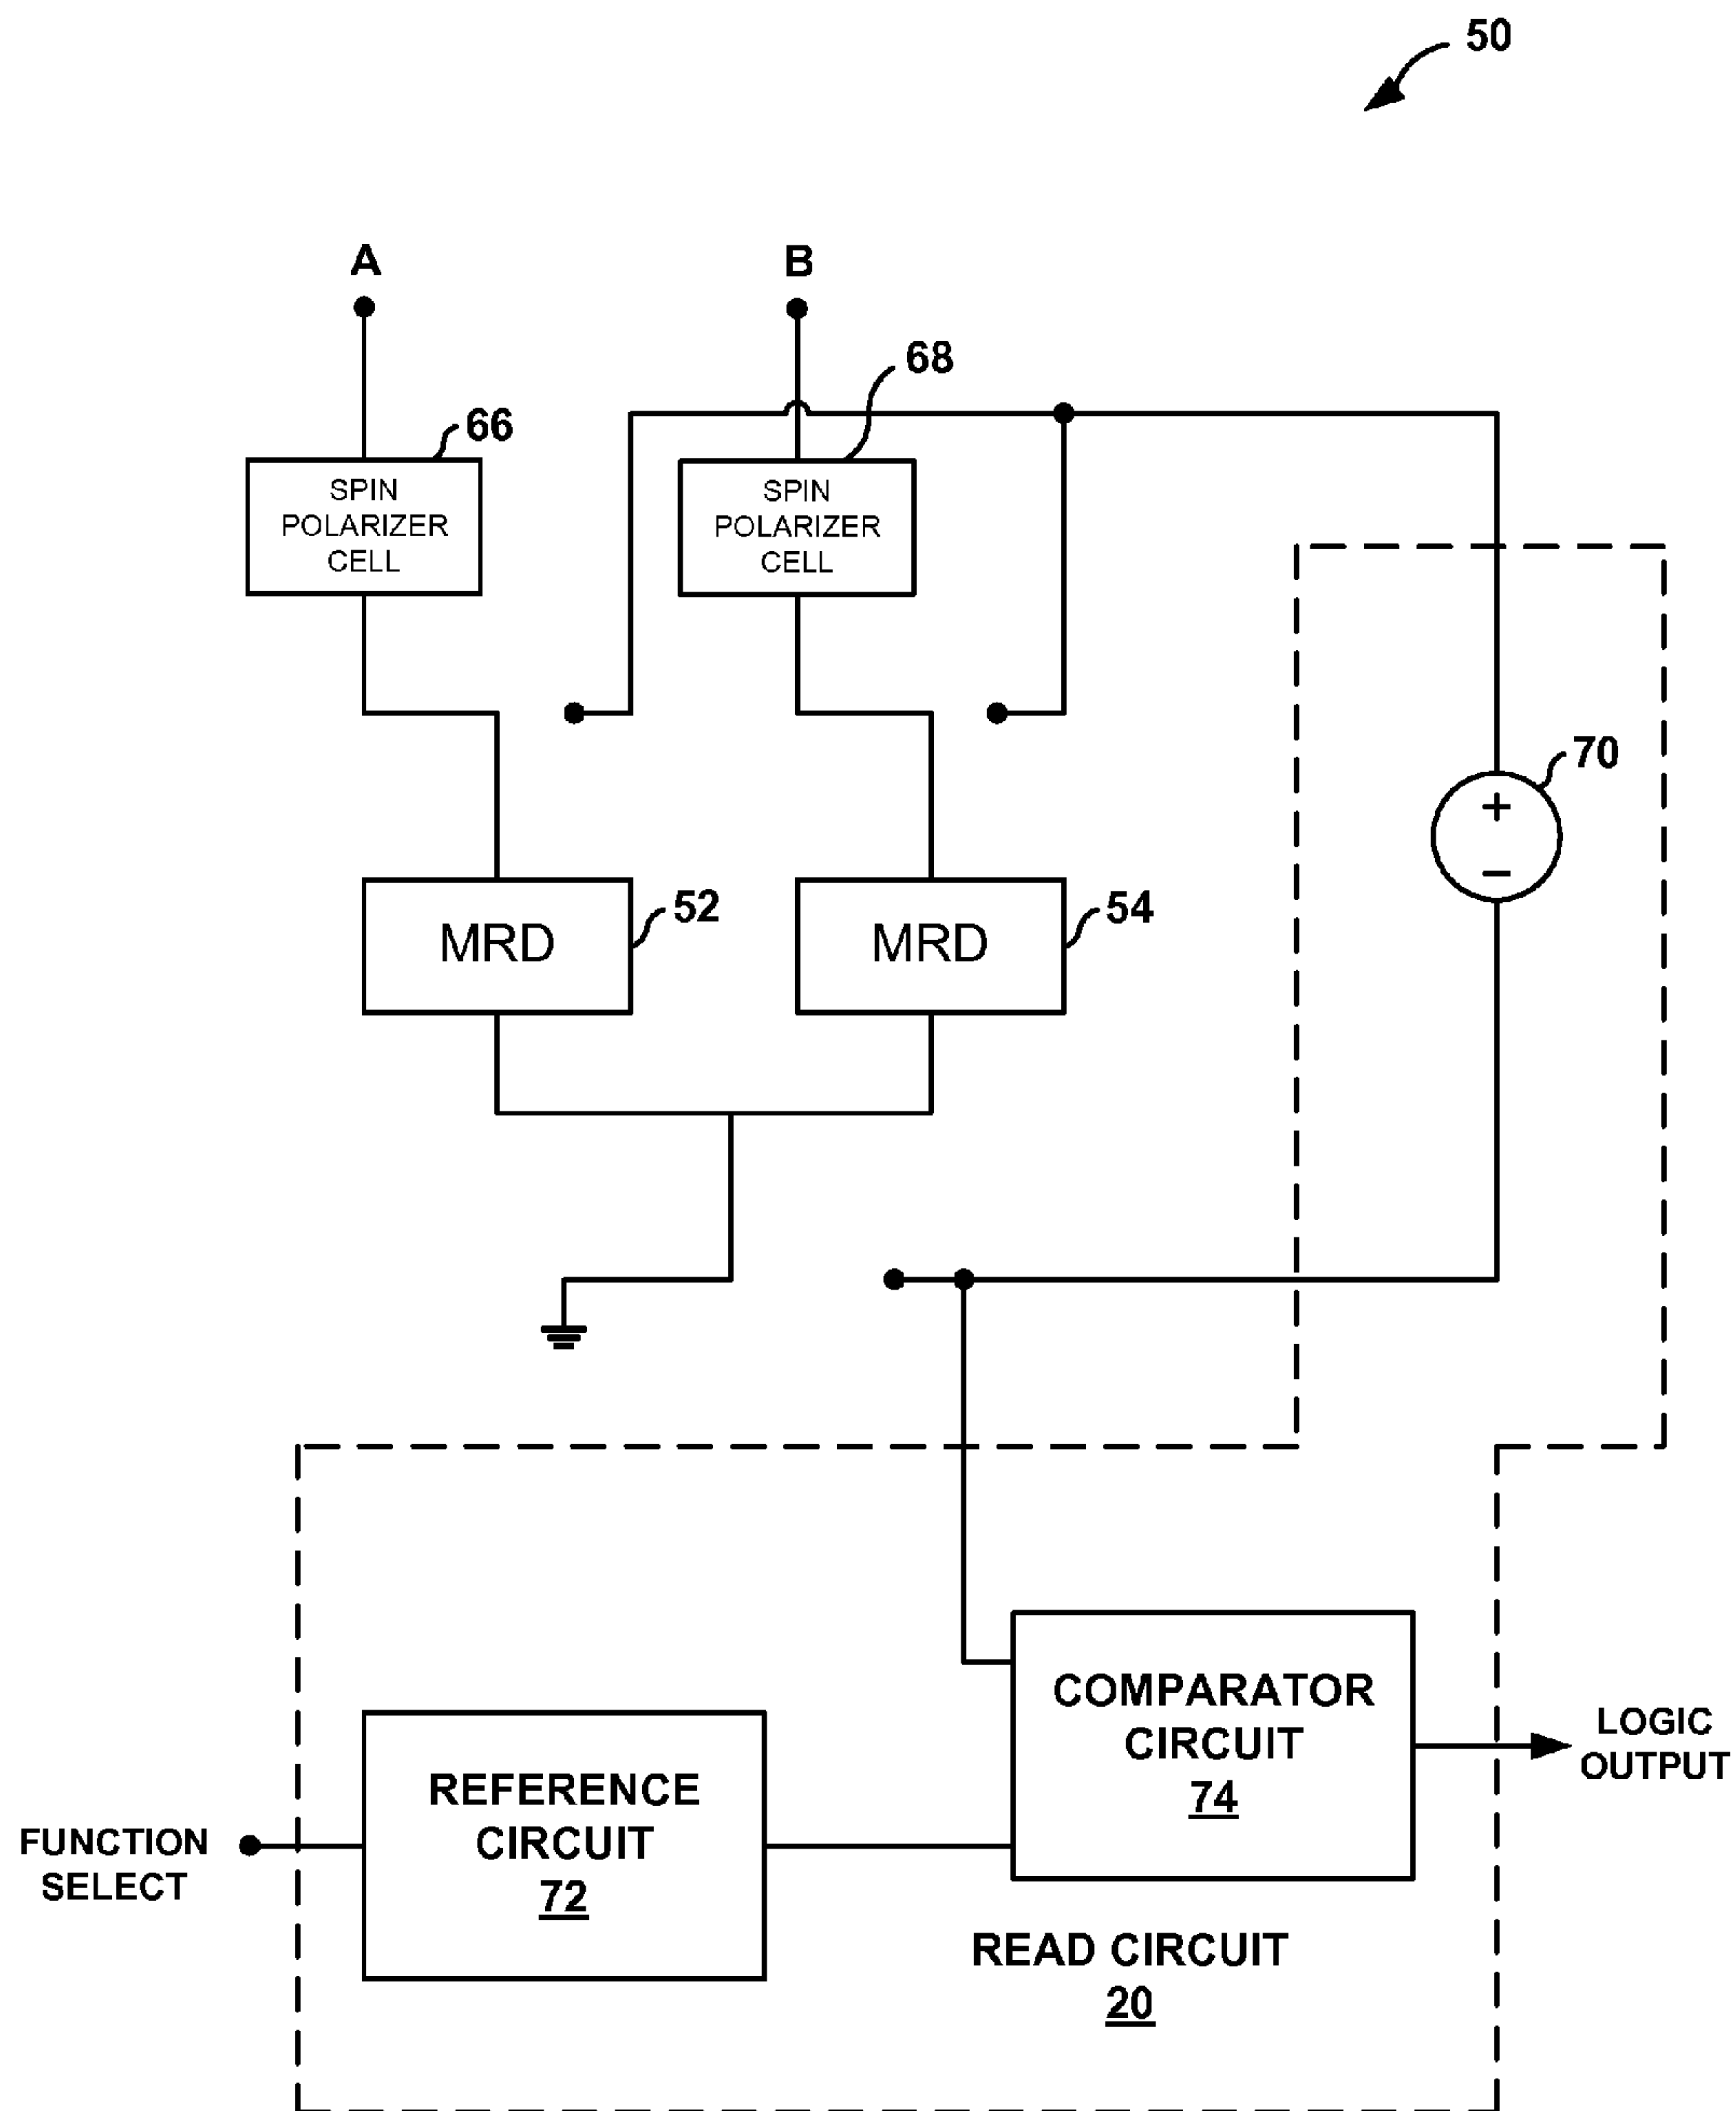 50
A
B
68
66
SPIN
POLARIZER
CELL
SPIN
POLARIZER
CELL
70
+
−
52
54
MRD
MRD
COMPARATOR
CIRCUIT
74
LOGIC
OUTPUT
REFERENCE
CIRCUIT
72
FUNCTION
SELECT
READ CIRCUIT
20